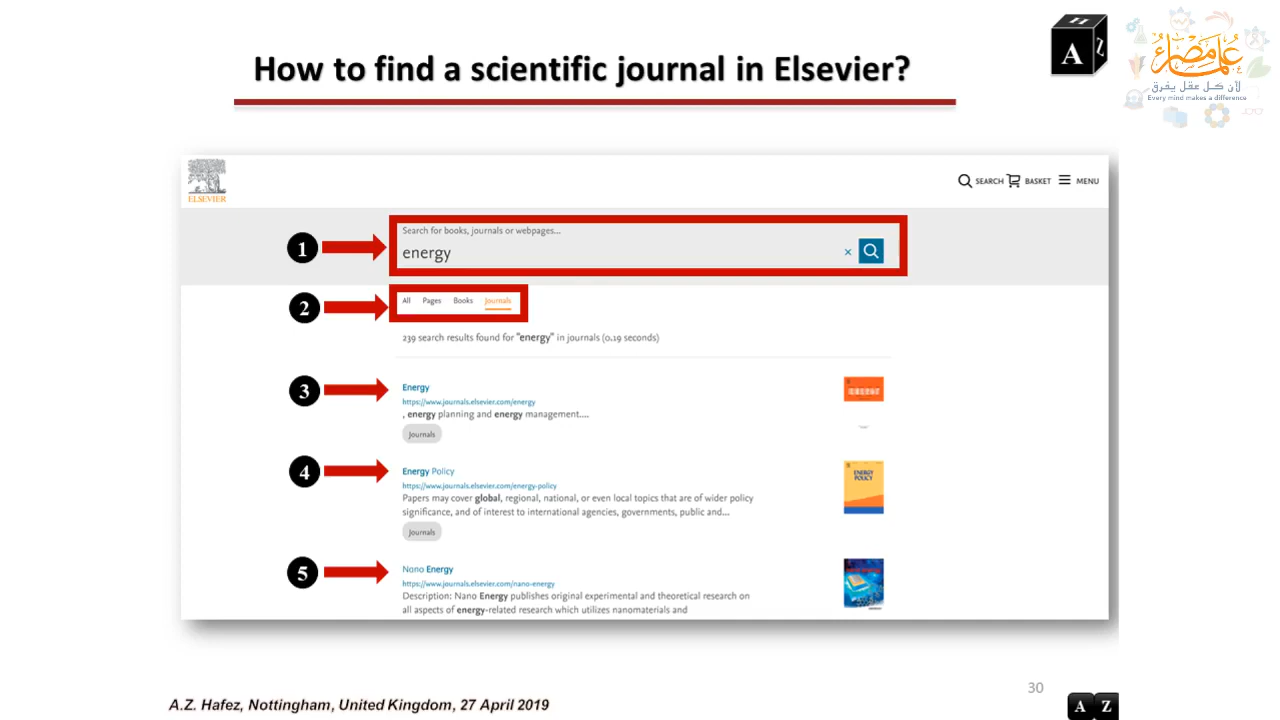 How to find a scientific journal in Elsevier?
H
A
Z
علماء مصر
لأن كل عقل يفرق
Every mind makes a difference
ELSEVIER
SEARCH BASKET MENU
1
Search for books, journals or webpages...
energy
×
2
All Pages Books Journals
239 search results found for "energy" in journals (0.19 seconds)
3
Energy
https://www.journals.elsevier.com/energy
, energy planning and energy management....
Journals
4
Energy Policy
https://www.journals.elsevier.com/energy-policy
Papers may cover global, regional, national, or even local topics that are of wider policy
significance, and of interest to international agencies, governments, public and...
Journals
ENERGY
POLICY
5
Nano Energy
https://www.journals.elsevier.com/nano-energy
Description: Nano Energy publishes original experimental and theoretical research on
all aspects of energy-related research which utilizes nanomaterials and
30
A.Z. Hafez, Nottingham, United Kingdom, 27 April 2019
A Z